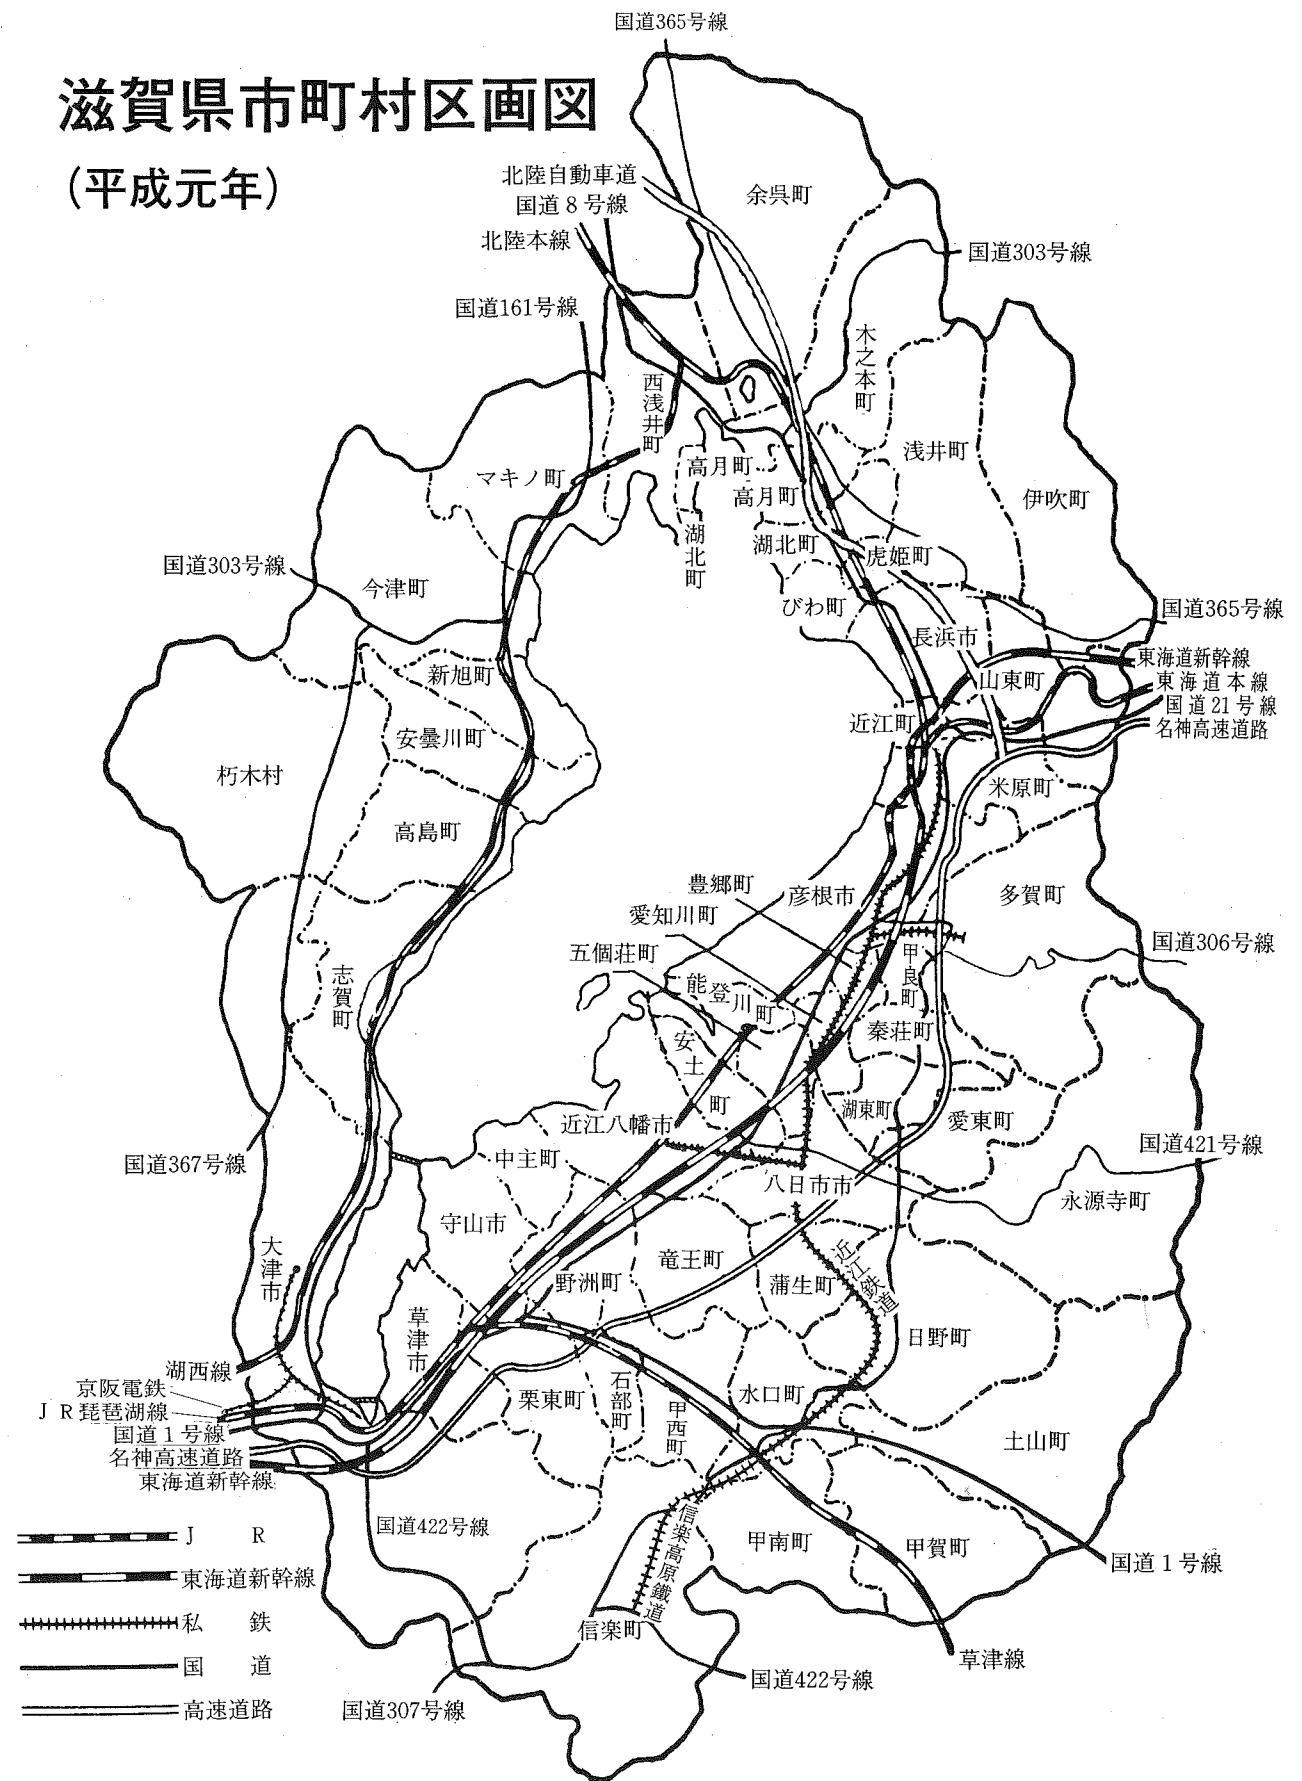 国道365号線
滋賀県市町村区画図
(平成元年)
北陸自動車道
国道8号線
北陸本線
余呉町
国道303号線
国道161号線
木之本町
西浅井町
浅井町
マキノ町
高月町
高月町
伊吹町
湖北町
湖北町
虎姫町
国道303号線
今津町
びわ町
国道365号線
長浜市
東海道新幹線
新旭町
山東町
東海道本線
国道21号線
近江町
名神高速道路
安曇川町
朽木村
米原町
高島町
豊郷町
彦根市
多賀町
愛知川町
国道306号線
五個荘町
甲良町
志賀町
能登川町
秦荘町
安土町
湖東町
愛東町
近江八幡市
国道421号線
国道367号線
中主町
八日市市
永源寺町
守山市
大津市
竜王町
近江鉄道
野洲町
蒲生町
草津市
日野町
湖西線
京阪電鉄
JR琵琶湖線
国道1号線
名神高速道路
東海道新幹線
栗東町
石部町
甲西町
水口町
土山町
国道422号線
信楽高原鐵道
甲南町
甲賀町
国道1号線
信楽町
草津線
国道422号線
国道307号線
J R
東海道新幹線
私 鉄
国 道
高速道路